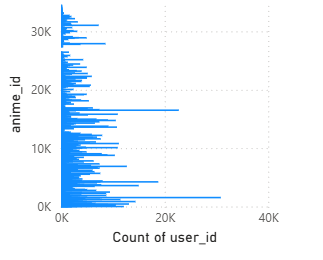 30K
20K
10K
0K
anime_id
0K
20K
40K
Count of user_id